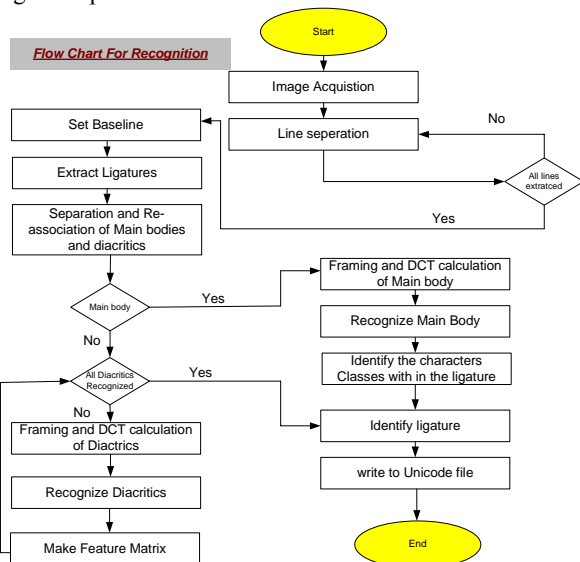 Start
Flow Chart For Recognition
Image Acquistion
No
Set Baseline
Line seperation
Extract Ligatures
All lines
extratced
Yes
Separation and Re-
association of Main bodies
and diacritics
Framing and DCT calculation
of Main body
Main body
Yes
Recognize Main Body
No
Identify the characters
Classes with in the ligature
All Diacritics
Recognized
Yes
No
Identify ligature
Framing and DCT calculation
of Diactrics
write to Unicode file
Recognize Diacritics
Make Feature Matrix
End